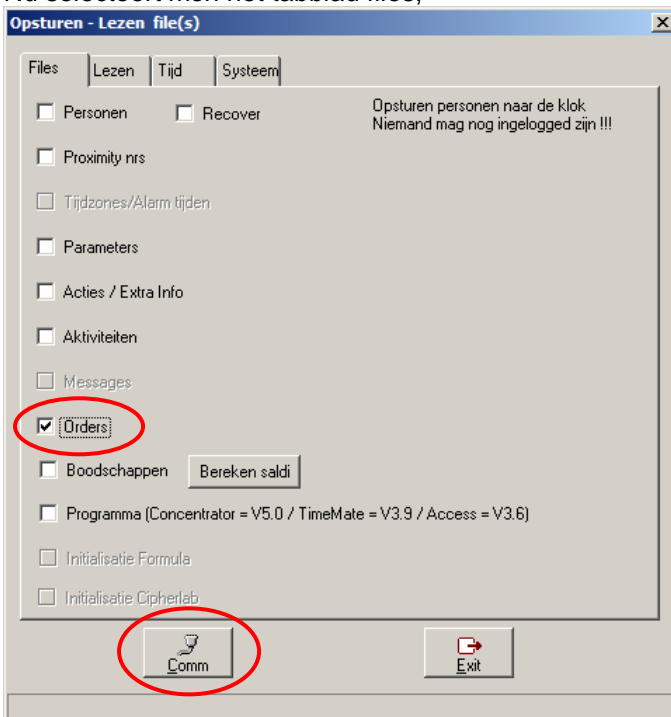 Nu selecteert men het tabblad files,
Opsturen - Lezen file(s)
Files Lezen Tijd Systeem
Personen Recover
Opsturen personen naar de klok
Niemand mag nog ingelogged zijn !!!
Proximity nrs
Tijdzones/Alarm tijden
Parameters
Acties / Extra Info
Aktiviteiten
Messages
Orders
Boodschappen Bereken saldi
Programma (Concentrator = V5.0 / TimeMate = V3.9 / Access = V3.6)
Initialisatie Formula
Initialisatie Cipherlab
Comm Exit